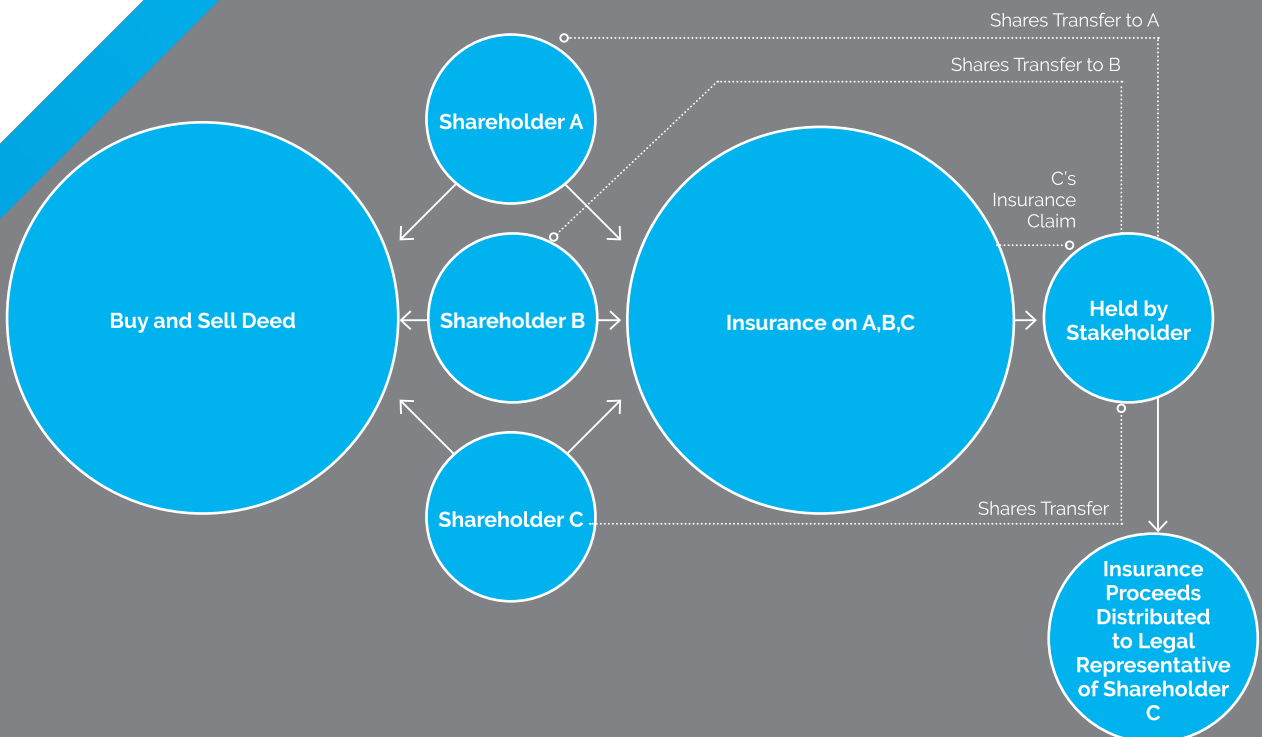 Shares Transfer to A
Shares Transfer to B
Shareholder A
C's
Insurance
Claim
Buy and Sell Deed
Shareholder B
Insurance on A,B,C
Held by
Stakeholder
Shareholder C
Shares Transfer
Insurance
Proceeds
Distributed
to Legal
Representative
of Shareholder
C